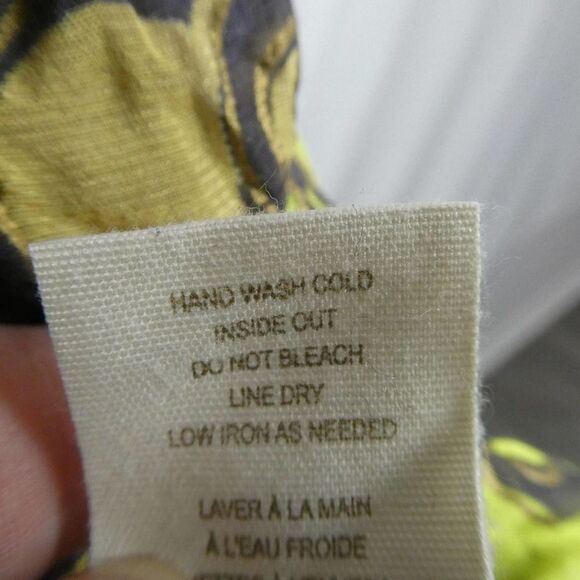 HAND WASH COLD
INSIDE OUT
DO NOT BLEACH
LINE DRY
LOW IRON AS NEEDED
LAVER À LA MAIN
À L'EAU FROIDE